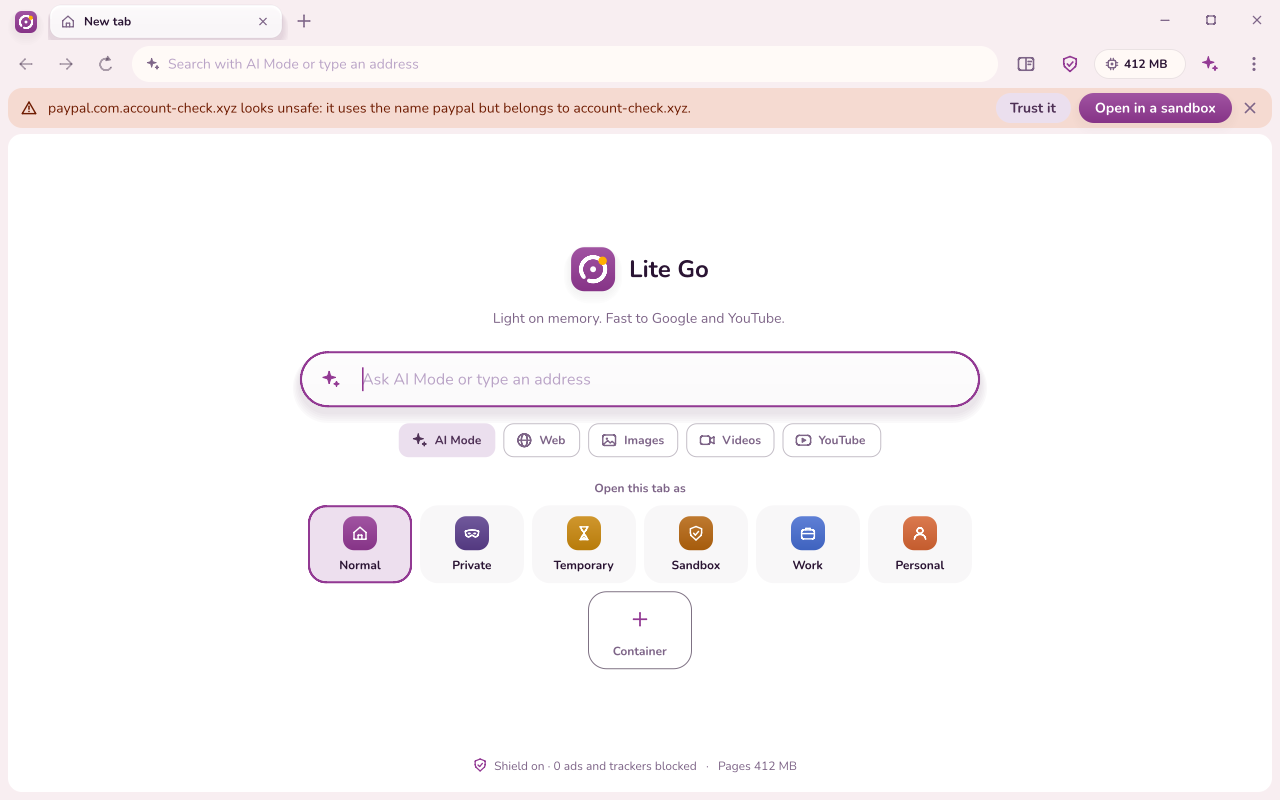 New tab
Search with AI Mode or type an address
412 MB
paypal.com.account-check.xyz looks unsafe: it uses the name paypal but belongs to account-check.xyz.
Trust it
Open in a sandbox
Lite Go
Light on memory. Fast to Google and YouTube.
Ask AI Mode or type an address
AI Mode
Web
Images
Videos
YouTube
Open this tab as
Normal
Private
Temporary
Sandbox
Work
Personal
Container
Shield on · 0 ads and trackers blocked · Pages 412 MB